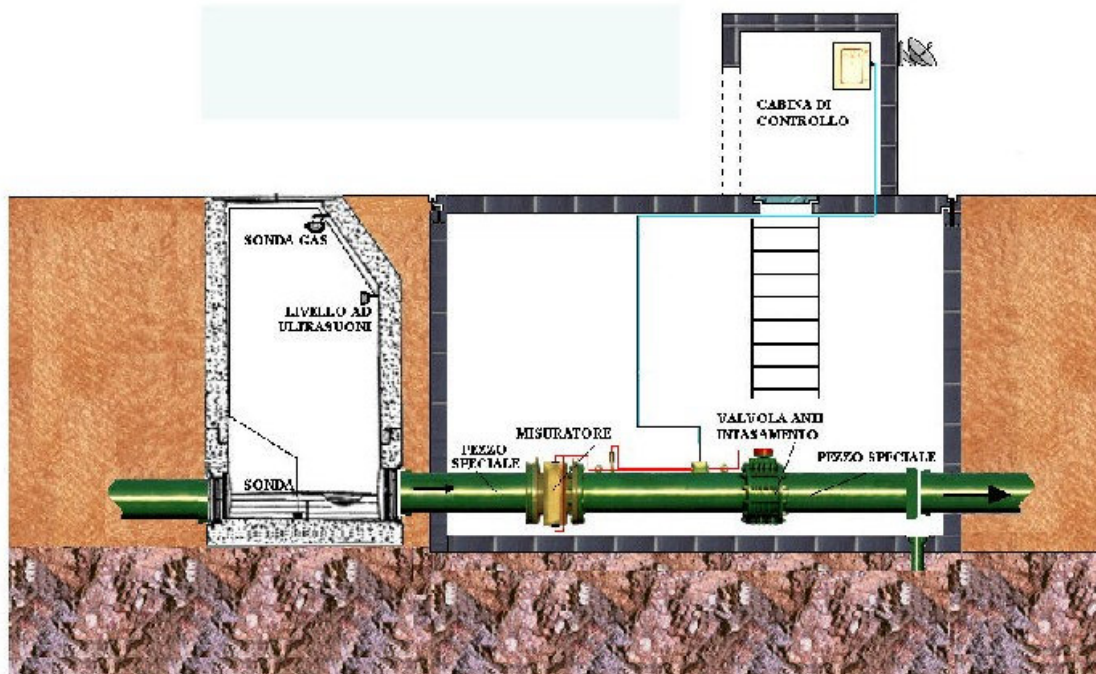 CABINA DI
CONTROLLO
SONDA GAS
LIVELLO AD
ULTRASUONI
VALVOLA ANTI
INTASAMENTO
MISURATORE
PEZZO
SPECIALE
PEZZO SPECIALE
SONDA